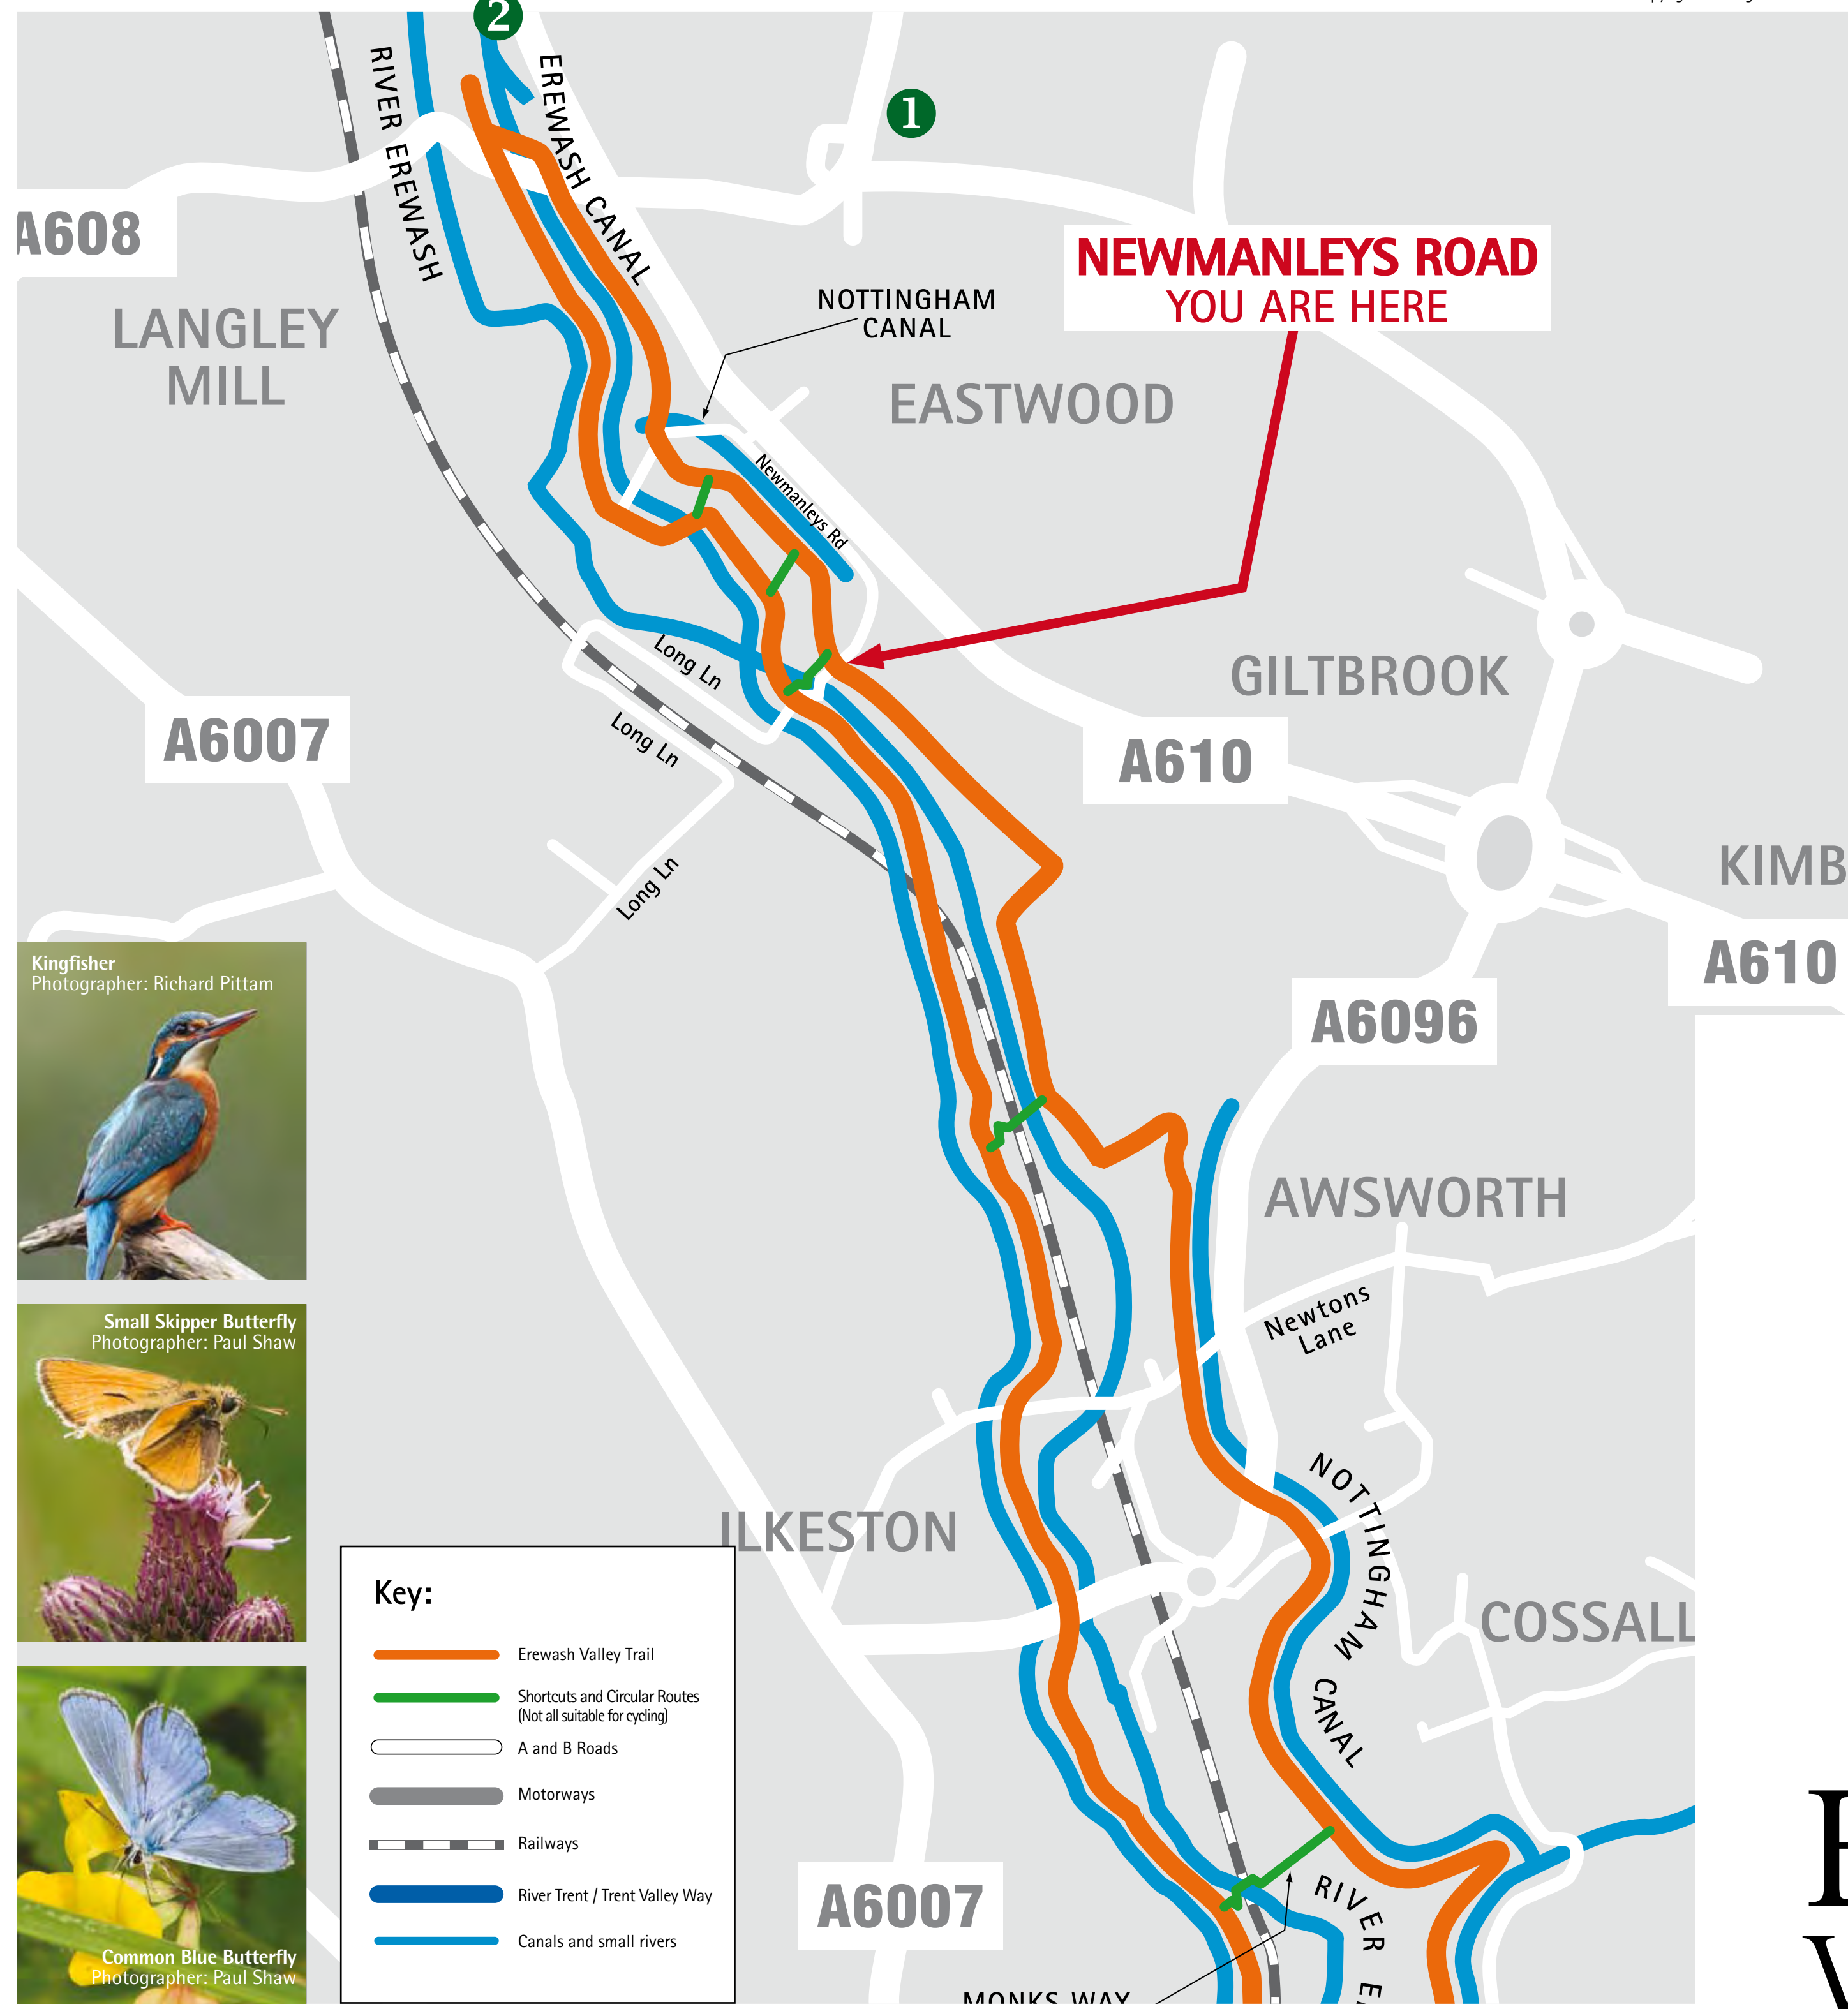 2
1
RIVER EREWASH
EREWASH CANAL
A608
LANGLEY
MILL
NOTTINGHAM
CANAL
NEWMANLEYS ROAD
YOU ARE HERE
EASTWOOD
Newmanleys Rd
Long Ln
Long Ln
Long Ln
GILTBROOK
A6007
A610
KIMB
A610
A6096
Kingfisher
Photographer: Richard Pittam
AWSWORTH
Newtons
Lane
Small Skipper Butterfly
Photographer: Paul Shaw
NOTTINGHAM CANAL
ILKESTON
COSSALL
Common Blue Butterfly
Photographer: Paul Shaw
Key:
Erewash Valley Trail
Shortcuts and Circular Routes
(Not all suitable for cycling)
A and B Roads
Motorways
Railways
River Trent / Trent Valley Way
Canals and small rivers
A6007
RIVER E
MONKS WAY